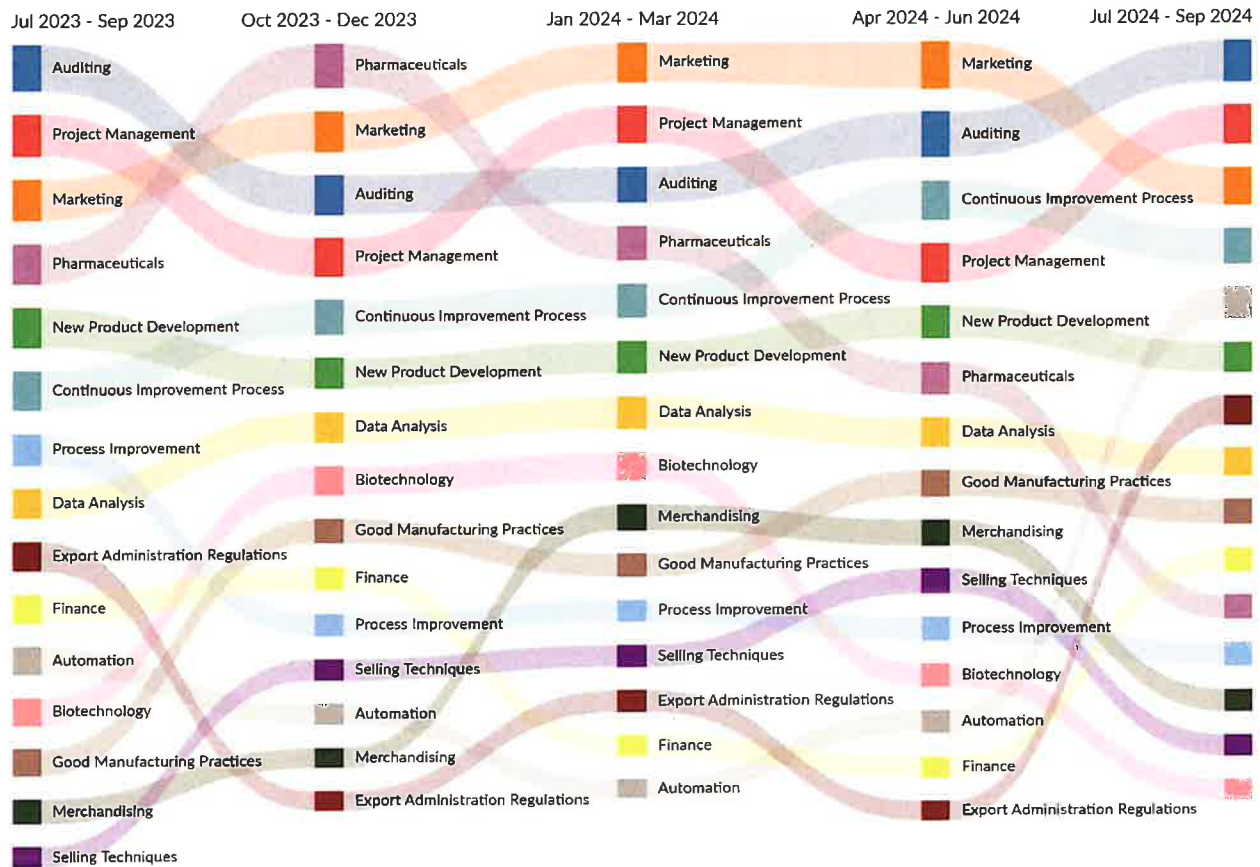 Jul 2023 - Sep 2023
Oct 2023 - Dec 2023
Jan 2024 - Mar 2024
Apr 2024 - Jun 2024
Jul 2024 - Sep 2024
Auditing
Project Management
Marketing
Pharmaceuticals
New Product Development
Continuous Improvement Process
Process Improvement
Data Analysis
Export Administration Regulations
Finance
Automation
Biotechnology
Good Manufacturing Practices
Merchandising
Selling Techniques
Pharmaceuticals
Marketing
Auditing
Project Management
Continuous Improvement Process
New Product Development
Data Analysis
Biotechnology
Good Manufacturing Practices
Finance
Process Improvement
Selling Techniques
Automation
Merchandising
Export Administration Regulations
Marketing
Project Management
Auditing
Pharmaceuticals
Continuous Improvement Process
New Product Development
Data Analysis
Biotechnology
Merchandising
Good Manufacturing Practices
Process Improvement
Selling Techniques
Export Administration Regulations
Finance
Automation
Marketing
Auditing
Continuous Improvement Process
Project Management
New Product Development
Pharmaceuticals
Data Analysis
Good Manufacturing Practices
Merchandising
Selling Techniques
Process Improvement
Biotechnology
Automation
Finance
Export Administration Regulations